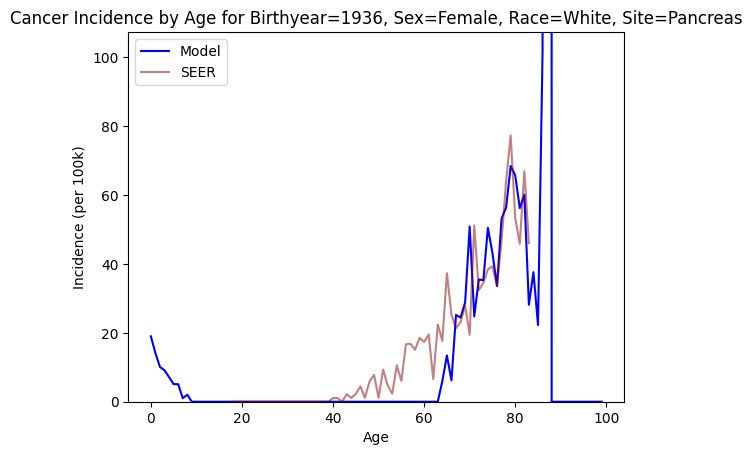 Cancer Incidence by Age for Birthyear=1936, Sex=Female, Race=White, Site=Pancreas
Model
SEER
Incidence (per 100k)
100
80
60
40
20
0
0 20 40 60 80 100
Age